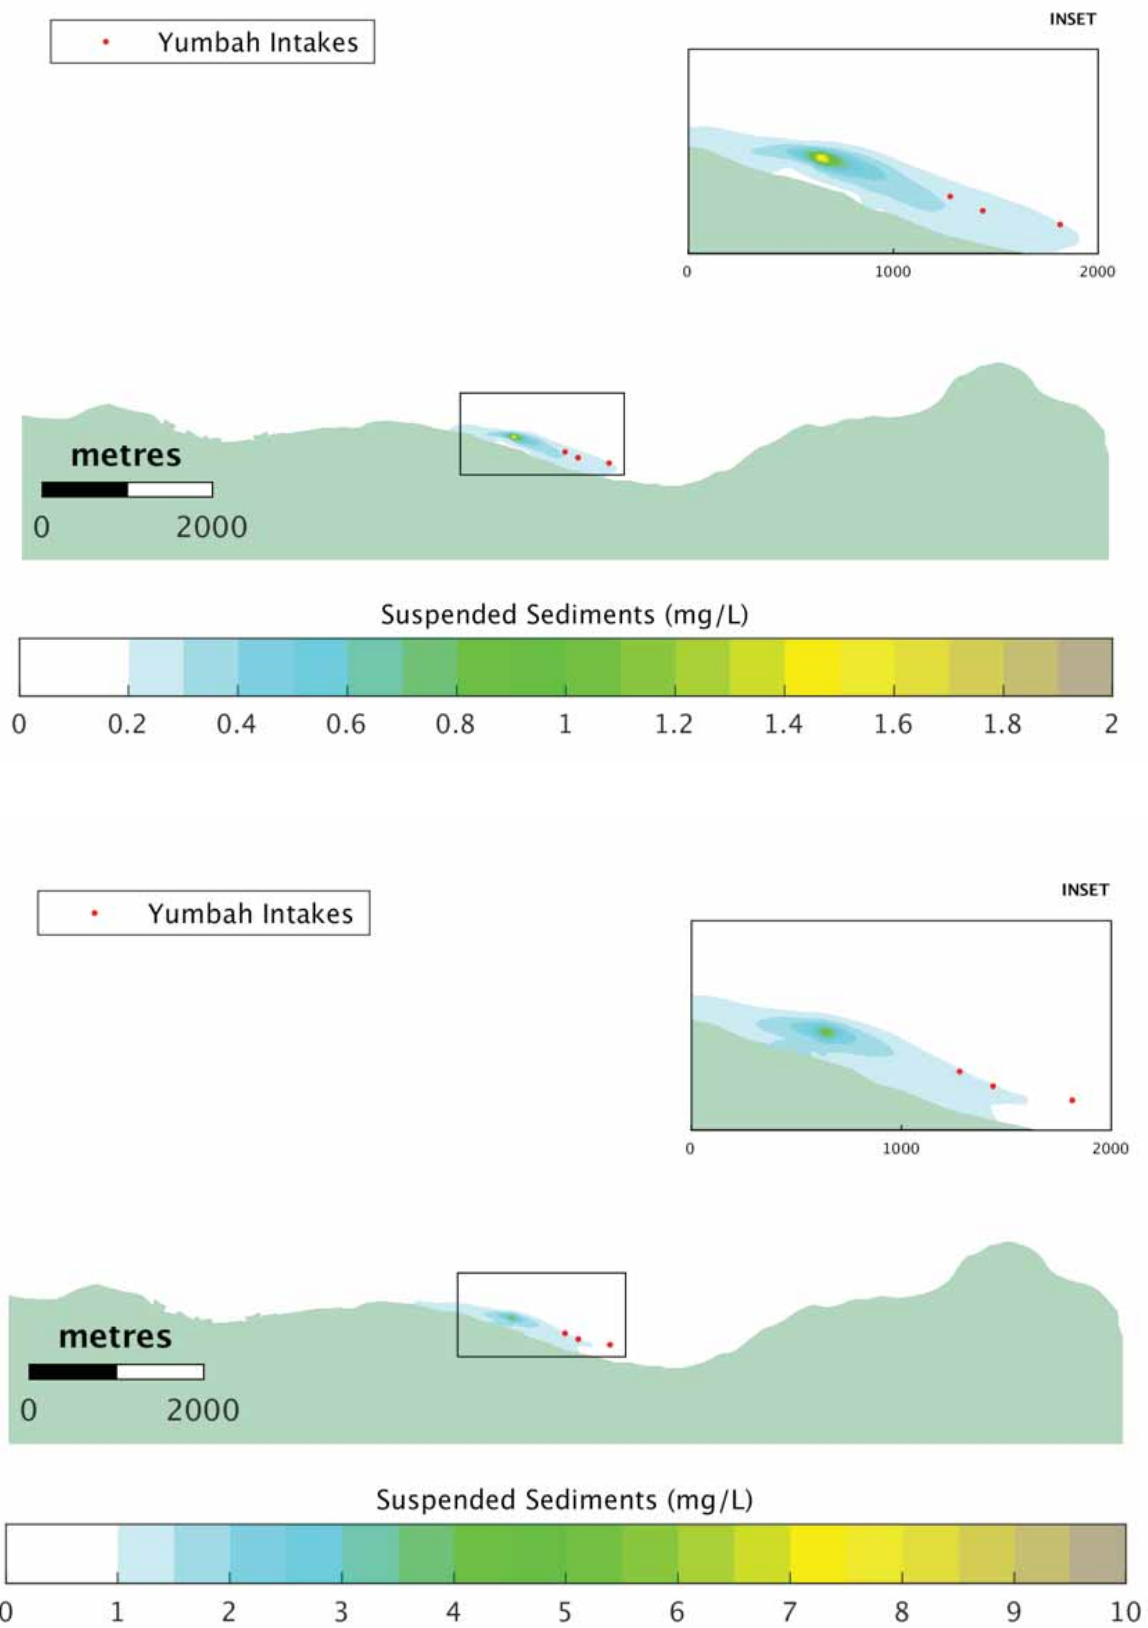 INSET
Yumbah Intakes
0 1000 2000
metres
0 2000
Suspended Sediments (mg/L)
0 0.2 0.4 0.6 0.8 1 1.2 1.4 1.6 1.8 2
INSET
Yumbah Intakes
0 1000 2000
metres
0 2000
Suspended Sediments (mg/L)
0 1 2 3 4 5 6 7 8 9 10